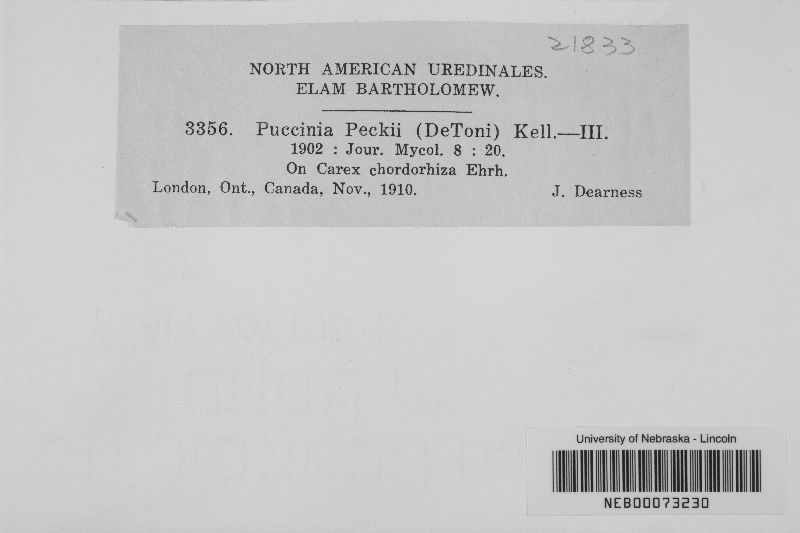 21833
NORTH AMERICAN UREDINALES.
ELAM BARTHOLOMEW.
3356. Puccinia Peckii (DeToni) Kell.—III.
1902 : Jour. Mycol. 8 : 20.
On Carex chordorhiza Ehrh.
London, Ont., Canada, Nov., 1910. J. Dearness
University of Nebraska - Lincoln
NEB00073230